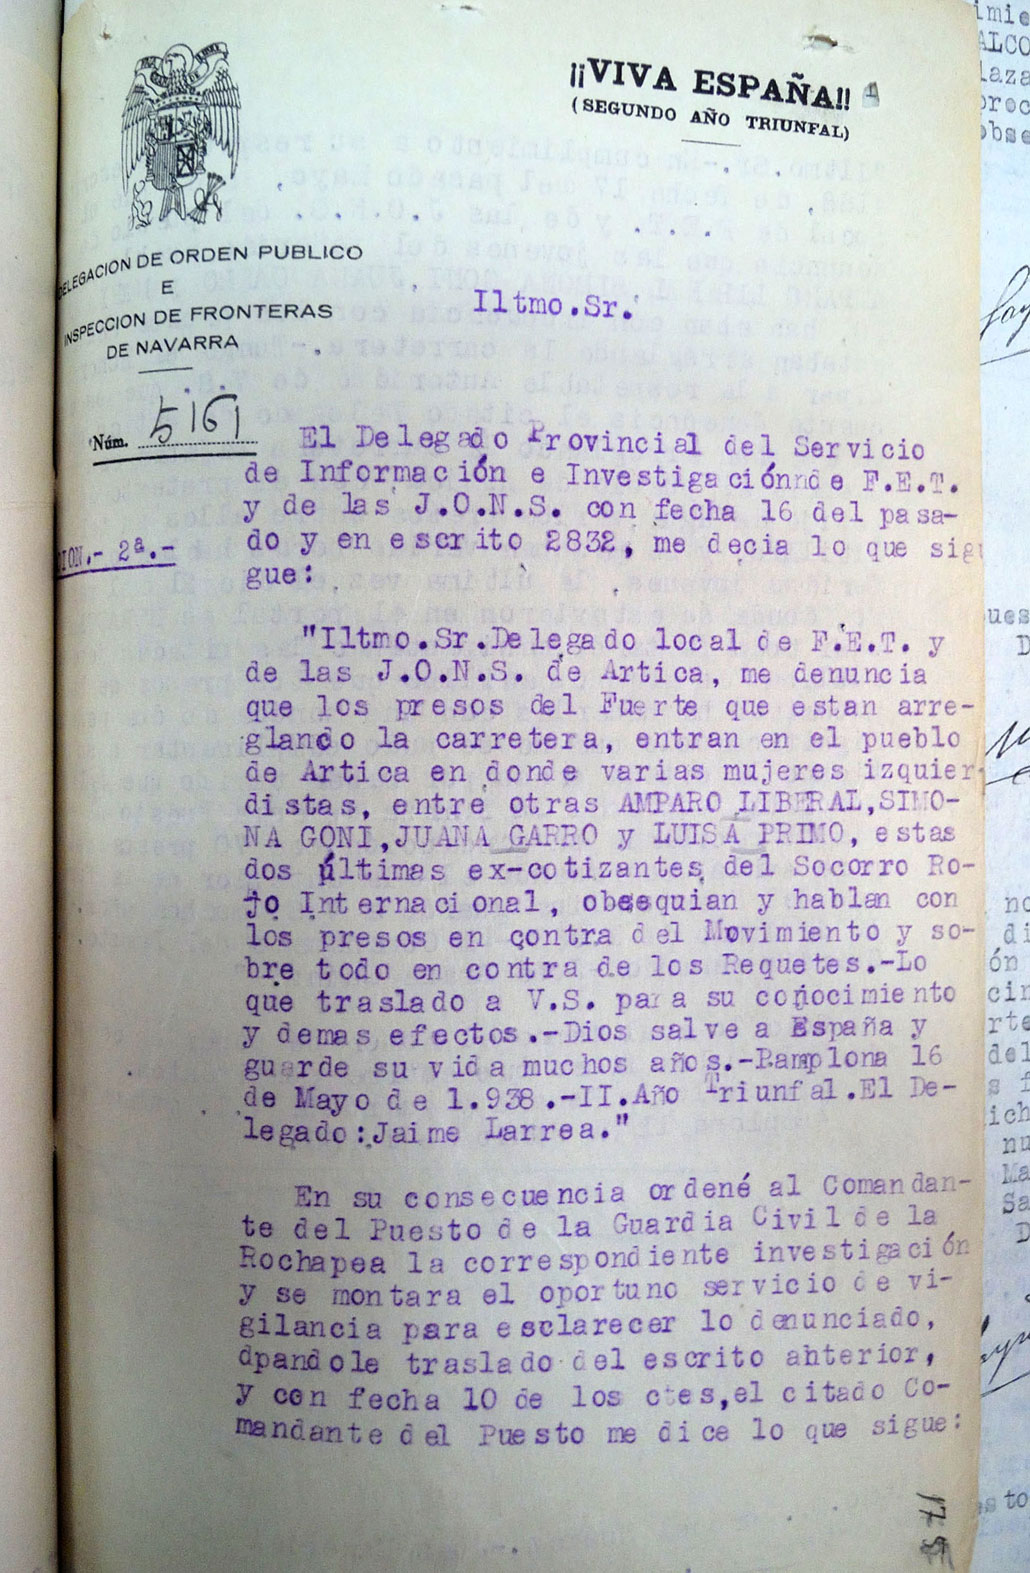 ¡¡VIVA ESPAÑA!!
(SEGUNDO AÑO TRIUNFAL)
DELEGACION DE ORDEN PUBLICO
E
INSPECCION DE FRONTERAS
DE NAVARRA
Iltmo.Sr.
Núm. 5161
El Delegado Provincial del Servicio
de Información e Investigaciónnde F.E.T.
y de las J.O.N.S. con fecha 16 del pasa-
do y en escrito 2832, me decia lo que sig
CION.- 2ª.-
gue:
"Iltmo.Sr.Delegado local de F.E.T. y
de las J.O.N.S. de Artica, me denuncia
que los presos del Fuerte que estan arre-
glando la carretera, entran en el pueblo
de Artica en donde varias mujeres izquier-
distas, entre otras AMPARO LIBERAL,SIMO-
NA GONI,JUANA GARRO y LUISA PRIMO, estas
dos últimas ex-cotizantes del Socorro Ro-
jo Internacional, obsequian y hablan con
los presos en contra del Movimiento y so-
bre todo en contra de los Requetes.-Lo
que traslado a V.S. para su conocimiento
y demas efectos.-Dios salve a España y
guarde su vida muchos años.-Pamplona 16
de Mayo de 1.938.-II.Año Triunfal.El De-
legado:Jaime Larrea."
En su consecuencia ordené al Comandan-
te del Puesto de la Guardia Civil de la
Rochapea la correspondiente investigación
y se montara el oportuno servicio de vi-
gilancia para esclarecer lo denunciado,
dpandole traslado del escrito anterior,
y con fecha 10 de los ctes,el citado Co-
mandante del Puesto me dice lo que sigue: